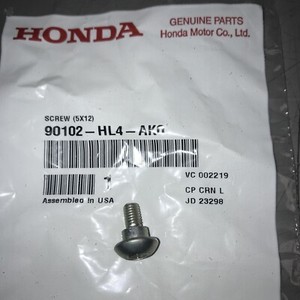 HONDA
GENUINE PARTS
Honda Motor Co., Ltd.
SCREW (5X12)
90102-HL4-AK0
1
VC 002219
CP CRN L
Assembled in USA
JD 23298